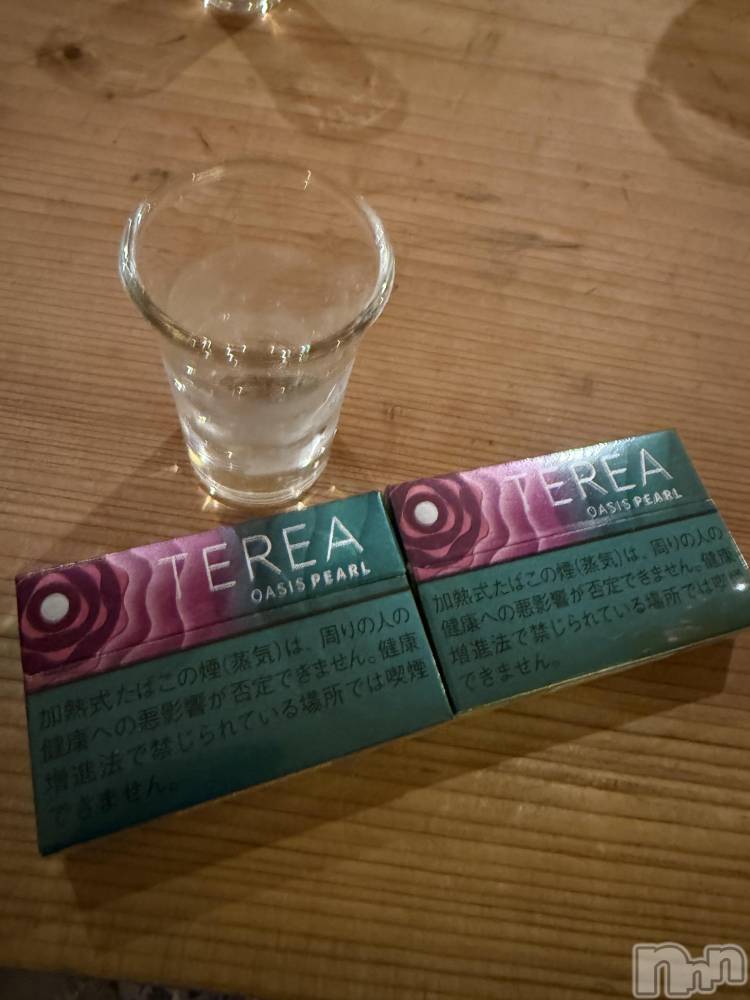 TEREA
OASIS PEARL
加熱式たばこの煙(蒸気)は、周りの人の
健康への悪影響が否定できません。健康
増進法で禁じられている場所では喫煙
できません。
TEREA
OASIS PEARL
加熱式たばこの煙(蒸気)は、周りの人の
健康への悪影響が否定できません。健康
増進法で禁じられている場所では喫煙
できません。
nnn